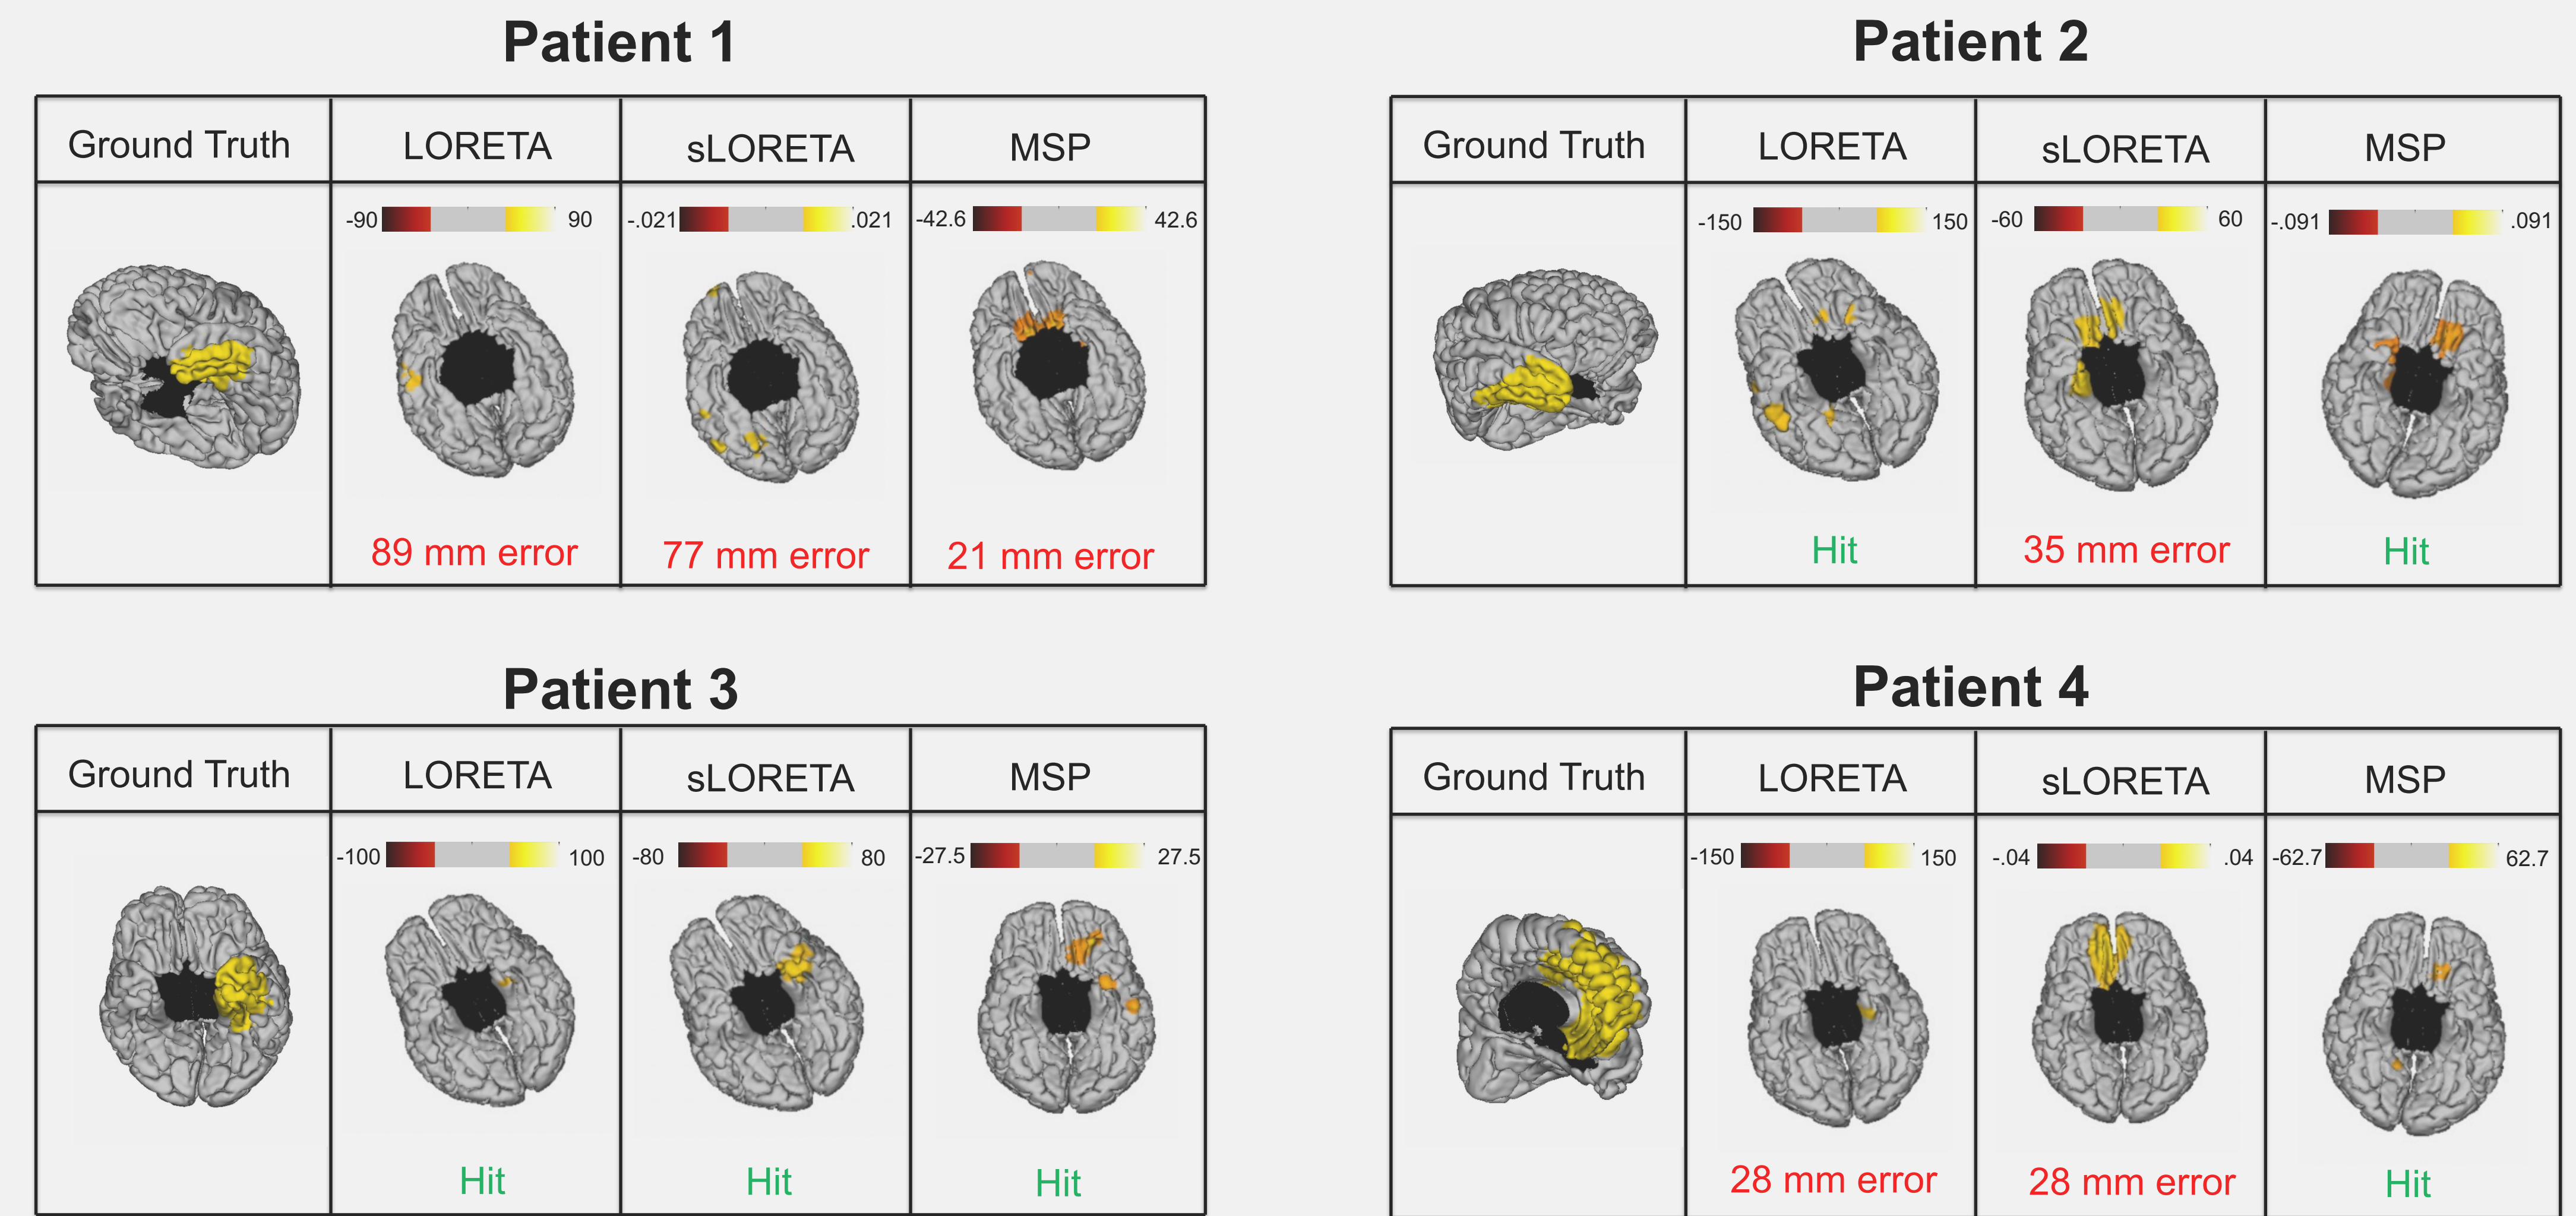 Patient 1
Ground Truth LORETA sLORETA MSP
-90 90 -.021 .021 -42.6 42.6
89 mm error 77 mm error 21 mm error
Patient 2
Ground Truth LORETA sLORETA MSP
-150 150 -60 60 -.091 .091
Hit 35 mm error Hit
Patient 3
Ground Truth LORETA sLORETA MSP
-100 100 -80 80 -27.5 27.5
Hit Hit Hit
Patient 4
Ground Truth LORETA sLORETA MSP
-150 150 -.04 .04 -62.7 62.7
28 mm error 28 mm error Hit